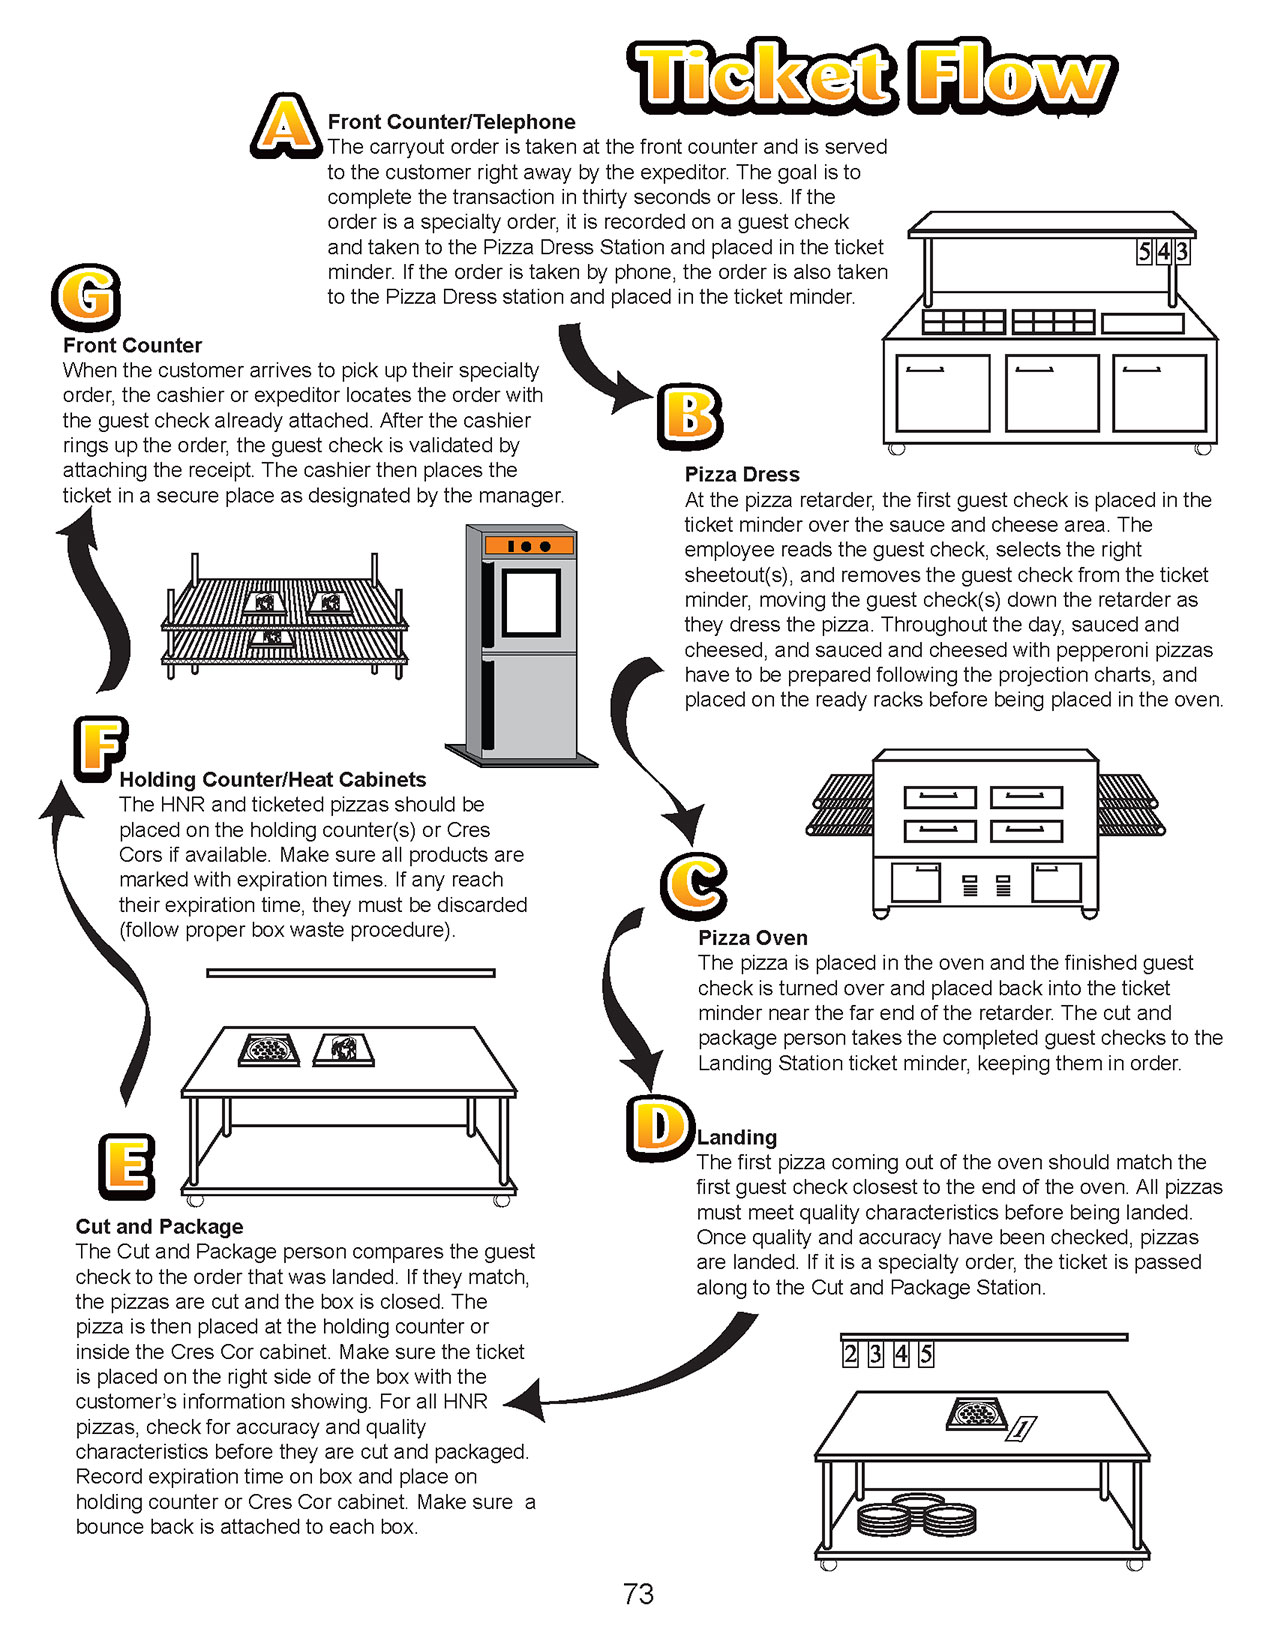 Ticket Flow
A
Front Counter/Telephone
The carryout order is taken at the front counter and is served
to the customer right away by the expeditor. The goal is to
complete the transaction in thirty seconds or less. If the
order is a specialty order, it is recorded on a guest check
and taken to the Pizza Dress Station and placed in the ticket
minder. If the order is taken by phone, the order is also taken
to the Pizza Dress station and placed in the ticket minder.
5 4 3
B
Pizza Dress
At the pizza retarder, the first guest check is placed in the
ticket minder over the sauce and cheese area. The
employee reads the guest check, selects the right
sheetout(s), and removes the guest check from the ticket
minder, moving the guest check(s) down the retarder as
they dress the pizza. Throughout the day, sauced and
cheesed, and sauced and cheesed with pepperoni pizzas
have to be prepared following the projection charts, and
placed on the ready racks before being placed in the oven.
C
Pizza Oven
The pizza is placed in the oven and the finished guest
check is turned over and placed back into the ticket
minder near the far end of the retarder. The cut and
package person takes the completed guest checks to the
Landing Station ticket minder, keeping them in order.
D
Landing
The first pizza coming out of the oven should match the
first guest check closest to the end of the oven. All pizzas
must meet quality characteristics before being landed.
Once quality and accuracy have been checked, pizzas
are landed. If it is a specialty order, the ticket is passed
along to the Cut and Package Station.
2 3 4 5
1
E
Cut and Package
The Cut and Package person compares the guest
check to the order that was landed. If they match,
the pizzas are cut and the box is closed. The
pizza is then placed at the holding counter or
inside the Cres Cor cabinet. Make sure the ticket
is placed on the right side of the box with the
customer's information showing. For all HNR
pizzas, check for accuracy and quality
characteristics before they are cut and packaged.
Record expiration time on box and place on
holding counter or Cres Cor cabinet. Make sure a
bounce back is attached to each box.
F
Holding Counter/Heat Cabinets
The HNR and ticketed pizzas should be
placed on the holding counter(s) or Cres
Cors if available. Make sure all products are
marked with expiration times. If any reach
their expiration time, they must be discarded
(follow proper box waste procedure).
G
Front Counter
When the customer arrives to pick up their specialty
order, the cashier or expeditor locates the order with
the guest check already attached. After the cashier
rings up the order, the guest check is validated by
attaching the receipt. The cashier then places the
ticket in a secure place as designated by the manager.
73